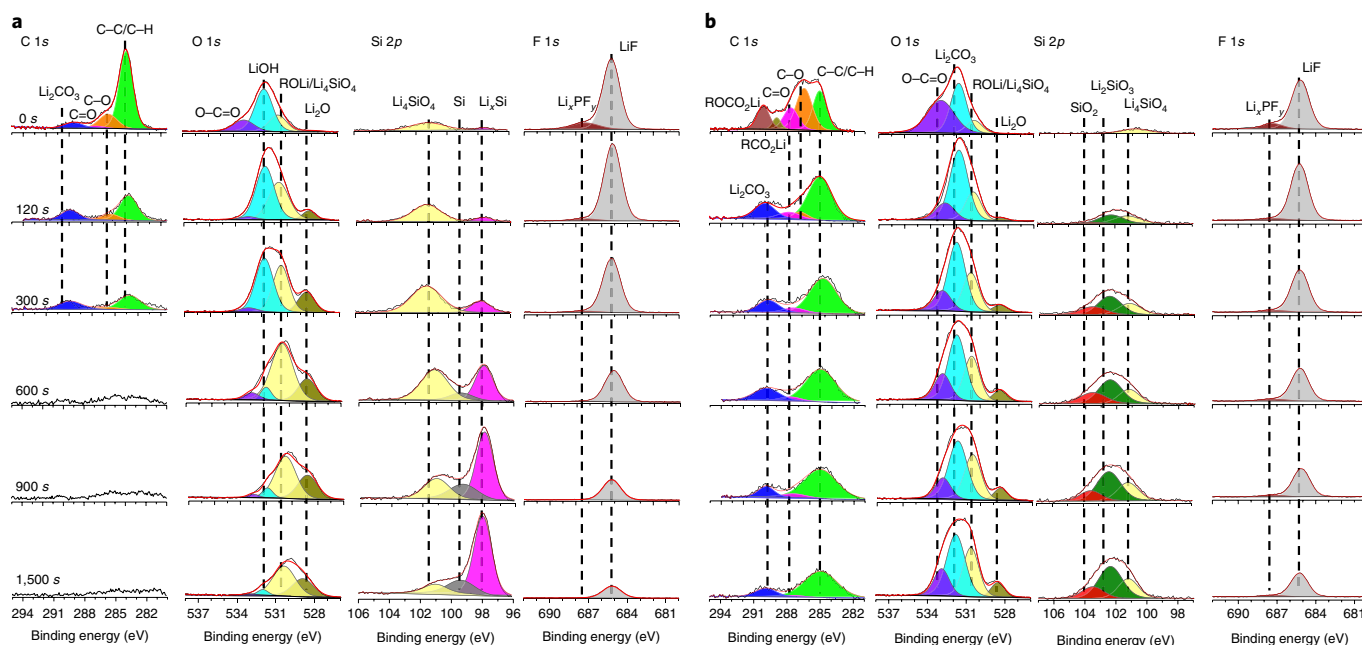 a
C 1s
O 1s
Si 2p
F 1s
C–C/C–H
Li₂CO₃
C–O
C=O
LiOH
ROLi/Li₄SiO₄
O–C=O
Li₂O
Li₄SiO₄
Si
LiₓSi
LiF
LiₓPFᵧ
0 s
120 s
300 s
600 s
900 s
1,500 s
294 291 288 285 282
537 534 531 528
106 104 102 100 98 96
690 687 684 681
Binding energy (eV)
Binding energy (eV)
Binding energy (eV)
Binding energy (eV)
b
C 1s
O 1s
Si 2p
F 1s
C–O
C=O
C–C/C–H
ROCO₂Li
RCO₂Li
Li₂CO₃
Li₂CO₃
O–C=O
ROLi/Li₄SiO₄
Li₂O
Li₂SiO₃
SiO₂
Li₄SiO₄
LiF
LiₓPFᵧ
294 291 288 285 282
537 534 531 528
106 104 102 100 98
690 687 684 681
Binding energy (eV)
Binding energy (eV)
Binding energy (eV)
Binding energy (eV)